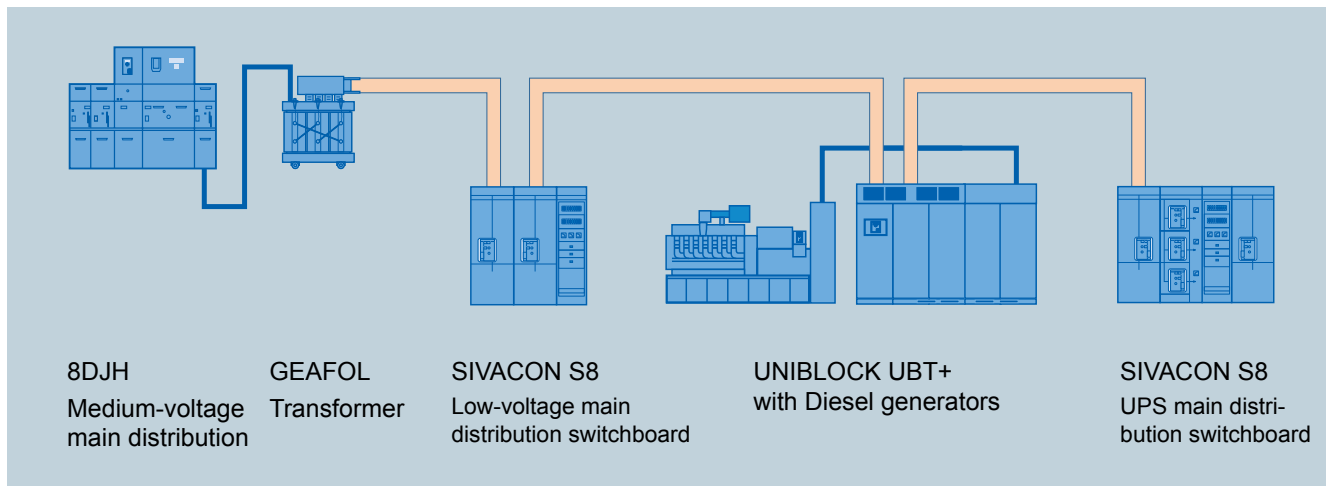 8DJH
Medium-voltage
main distribution
GEAFOL
Transformer
SIVACON S8
Low-voltage main
distribution switchboard
UNIBLOCK UBT+
with Diesel generators
SIVACON S8
UPS main distri-
bution switchboard